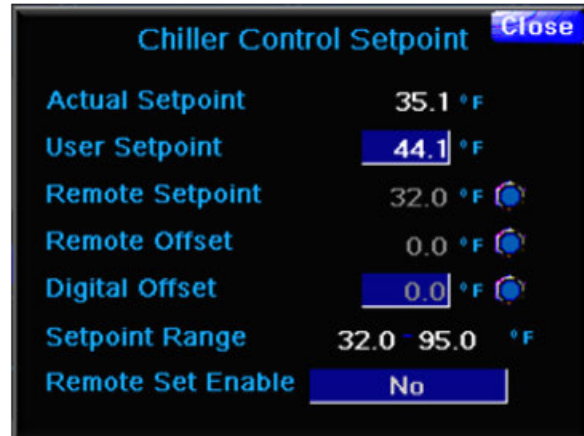 Chiller Control Setpoint Close
Actual Setpoint 35.1 °F
User Setpoint 44.1 °F
Remote Setpoint 32.0 °F
Remote Offset 0.0 °F
Digital Offset 0.0 °F
Setpoint Range 32.0 - 95.0 °F
Remote Set Enable No